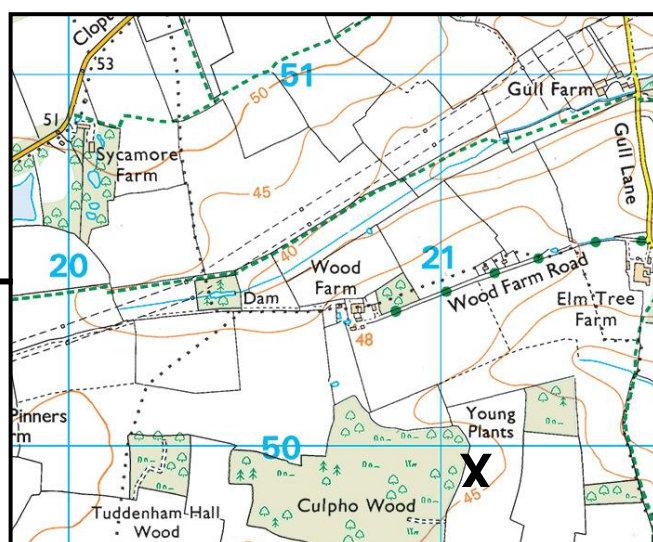 Clopt
53
51
50
Gull Farm
51
Sycamore
Farm
45
Gull Lane
40
20
21
Wood
Farm
Dam
Wood Farm Road
Elm Tree
Farm
48
Pinners
rm
50
Young
Plants
X
45
Culpho Wood
Tuddenham Hall
Wood